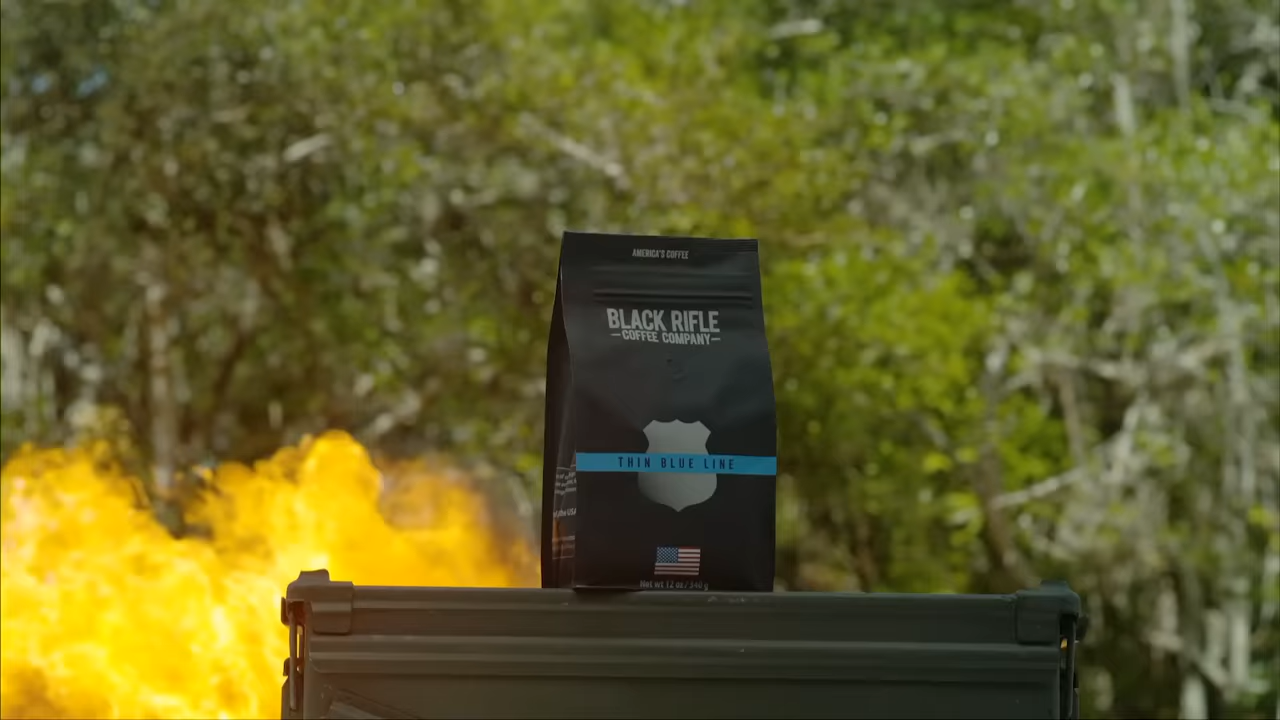 AMERICA'S COFFEE
BLACK RIFLE
COFFEE COMPANY
THIN BLUE LINE
Net wt 12 oz / 340 g